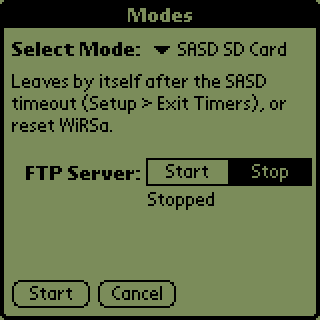 Modes
Select Mode: SASD SD Card
Leaves by itself after the SASD
timeout (Setup > Exit Timers), or
reset WiRSa.
FTP Server: Start Stop
Stopped
Start Cancel